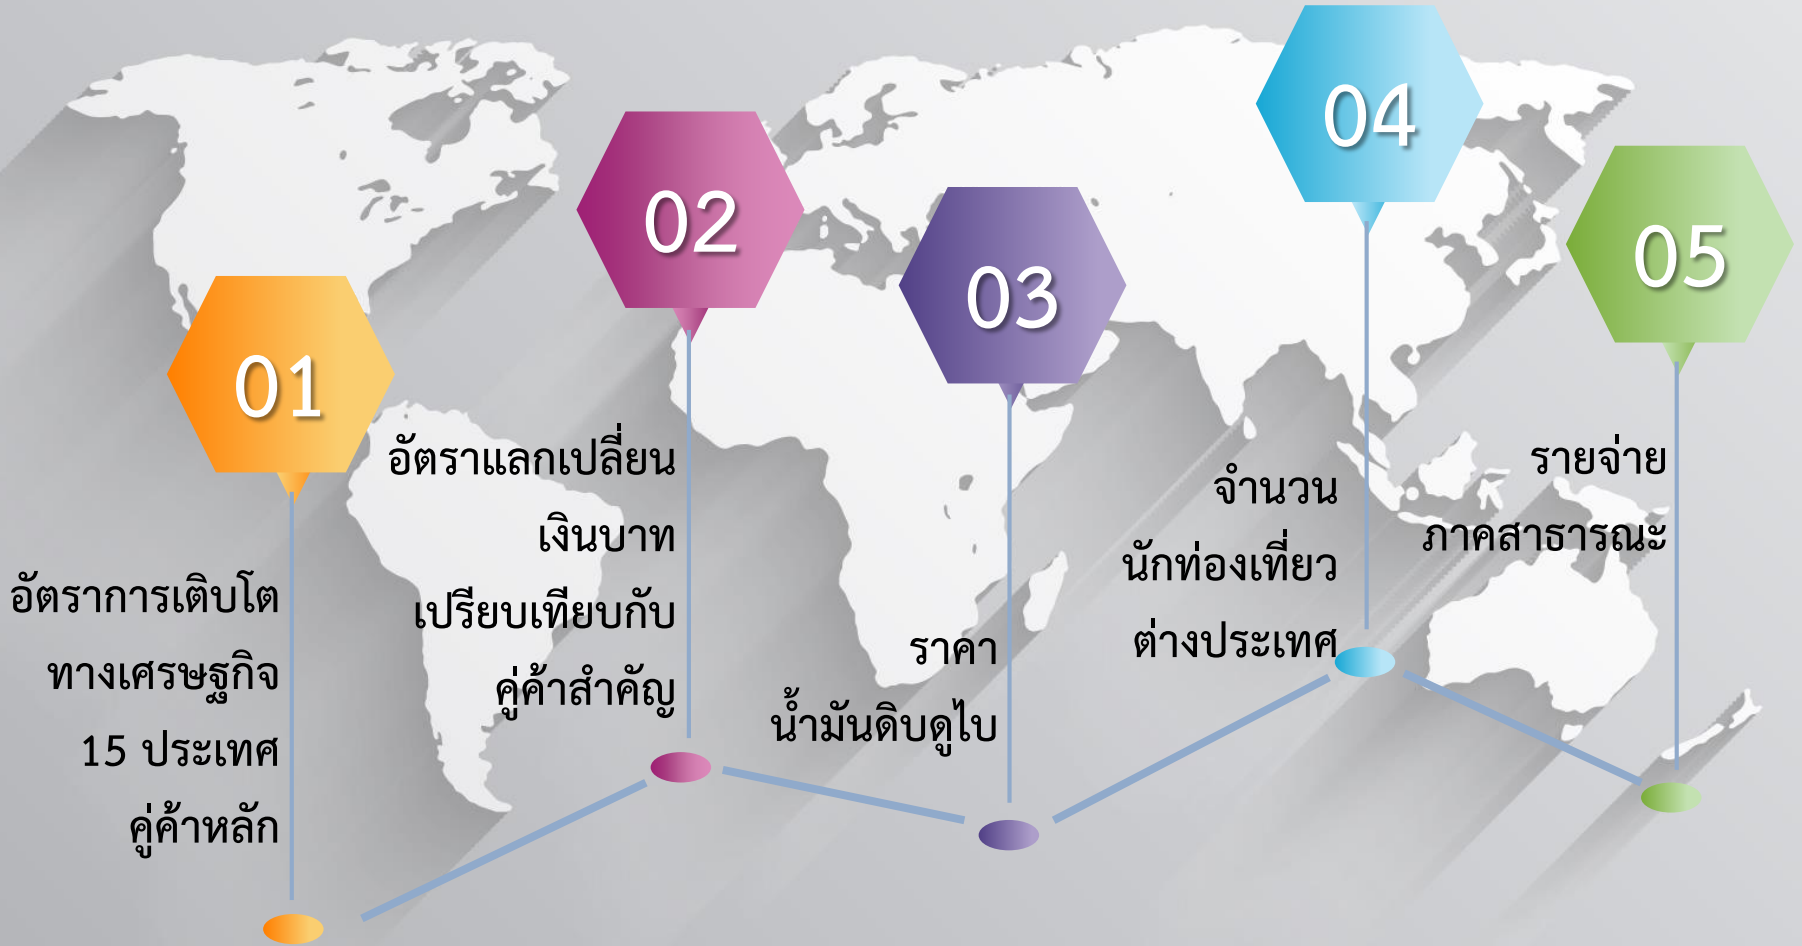 01
อัตราการเติบโต
ทางเศรษฐกิจ
15 ประเทศ
คู่ค้าหลัก
02
อัตราแลกเปลี่ยน
เงินบาท
เปรียบเทียบกับ
คู่ค้าสำคัญ
03
ราคา
น้ำมันดิบดูไบ
04
จำนวน
นักท่องเที่ยว
ต่างประเทศ
05
รายจ่าย
ภาคสาธารณะ